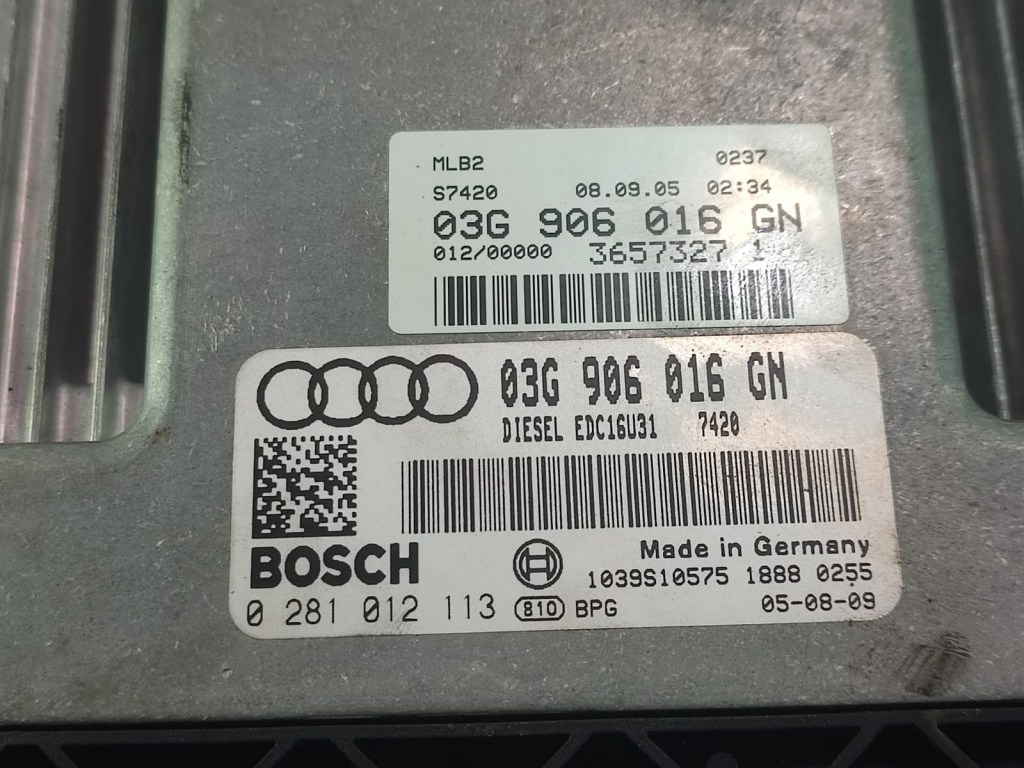 MLB2 0237
S7420 08.09.05 02:34
03G 906 016 GN
012/00000 3657327 1
03G 906 016 GN
DIESEL EDC16U31 7420
BOSCH
Made in Germany
1039S10575 1888 0255
0 281 012 113 810 BPG 05-08-09